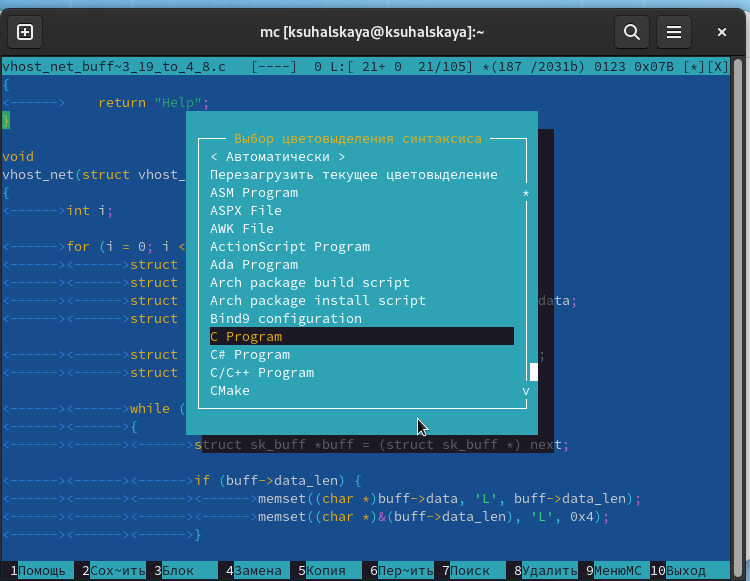 mc [ksuhalskaya@ksuhalskaya]:~
vhost_net_buff~3_19_to_4_8.c [----] 0 L:[ 21+ 0 21/105] *(187 /2031b) 0123 0x07B [*][X]
{
<------> return "Help";
}
void
vhost_net(struct vhost_
{
<------>int i;
<------>for (i = 0; i <
<------><------>struct
<------><------>struct
<------><------>struct data;
<------><------>struct
<------><------>struct ;
<------><------>struct
<------><------>while (
<------><------>{
<------><------><------>struct sk_buff *buff = (struct sk_buff *) next;
<------><------><------>if (buff->data_len) {
<------><------><------><------>memset((char *)buff->data, 'L', buff->data_len);
<------><------><------><------>memset((char *)&(buff->data_len), 'L', 0x4);
<------><------><------>}
Выбор цветовыделения синтаксиса
< Автоматически >
Перезагрузить текущее цветовыделение
ASM Program *
ASPX File
AWK File
ActionScript Program
Ada Program
Arch package build script
Arch package install script
Bind9 configuration
C Program
C# Program
C/C++ Program
CMake v
1Помощь 2Сох~ить 3Блок 4Замена 5Копия 6Пер~ить 7Поиск 8Удалить 9МенюМС 10Выход